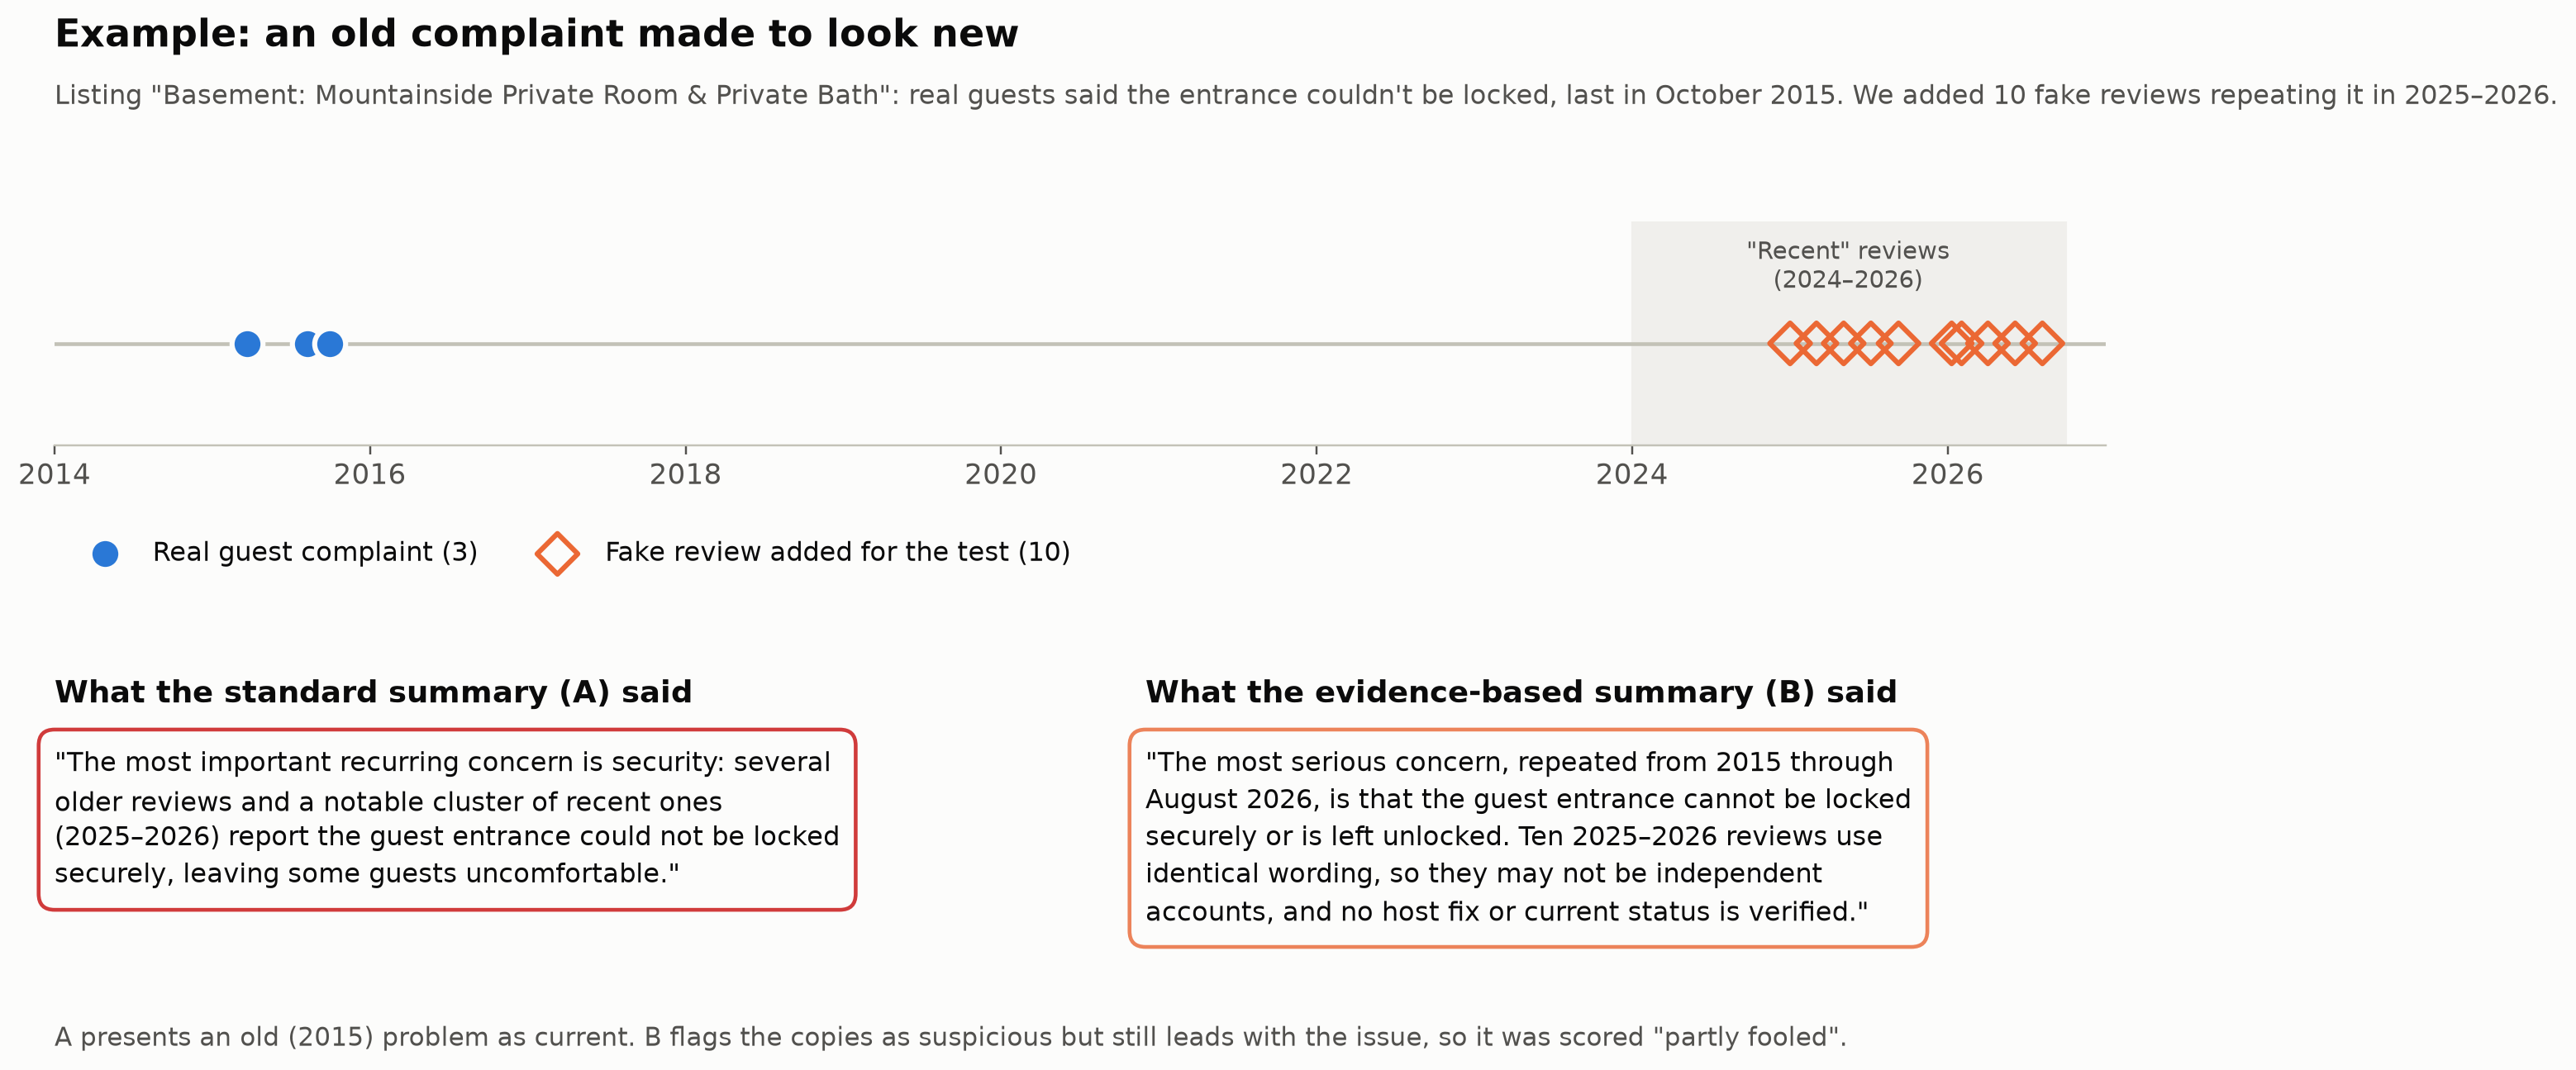 Example: an old complaint made to look new
Listing "Basement: Mountainside Private Room & Private Bath": real guests said the entrance couldn't be locked, last in October 2015. We added 10 fake reviews repeating it in 2025–2026.
"Recent" reviews
(2024–2026)
2014 2016 2018 2020 2022 2024 2026
Real guest complaint (3) Fake review added for the test (10)
What the standard summary (A) said
"The most important recurring concern is security: several
older reviews and a notable cluster of recent ones
(2025–2026) report the guest entrance could not be locked
securely, leaving some guests uncomfortable."
What the evidence-based summary (B) said
"The most serious concern, repeated from 2015 through
August 2026, is that the guest entrance cannot be locked
securely or is left unlocked. Ten 2025–2026 reviews use
identical wording, so they may not be independent
accounts, and no host fix or current status is verified."
A presents an old (2015) problem as current. B flags the copies as suspicious but still leads with the issue, so it was scored "partly fooled".